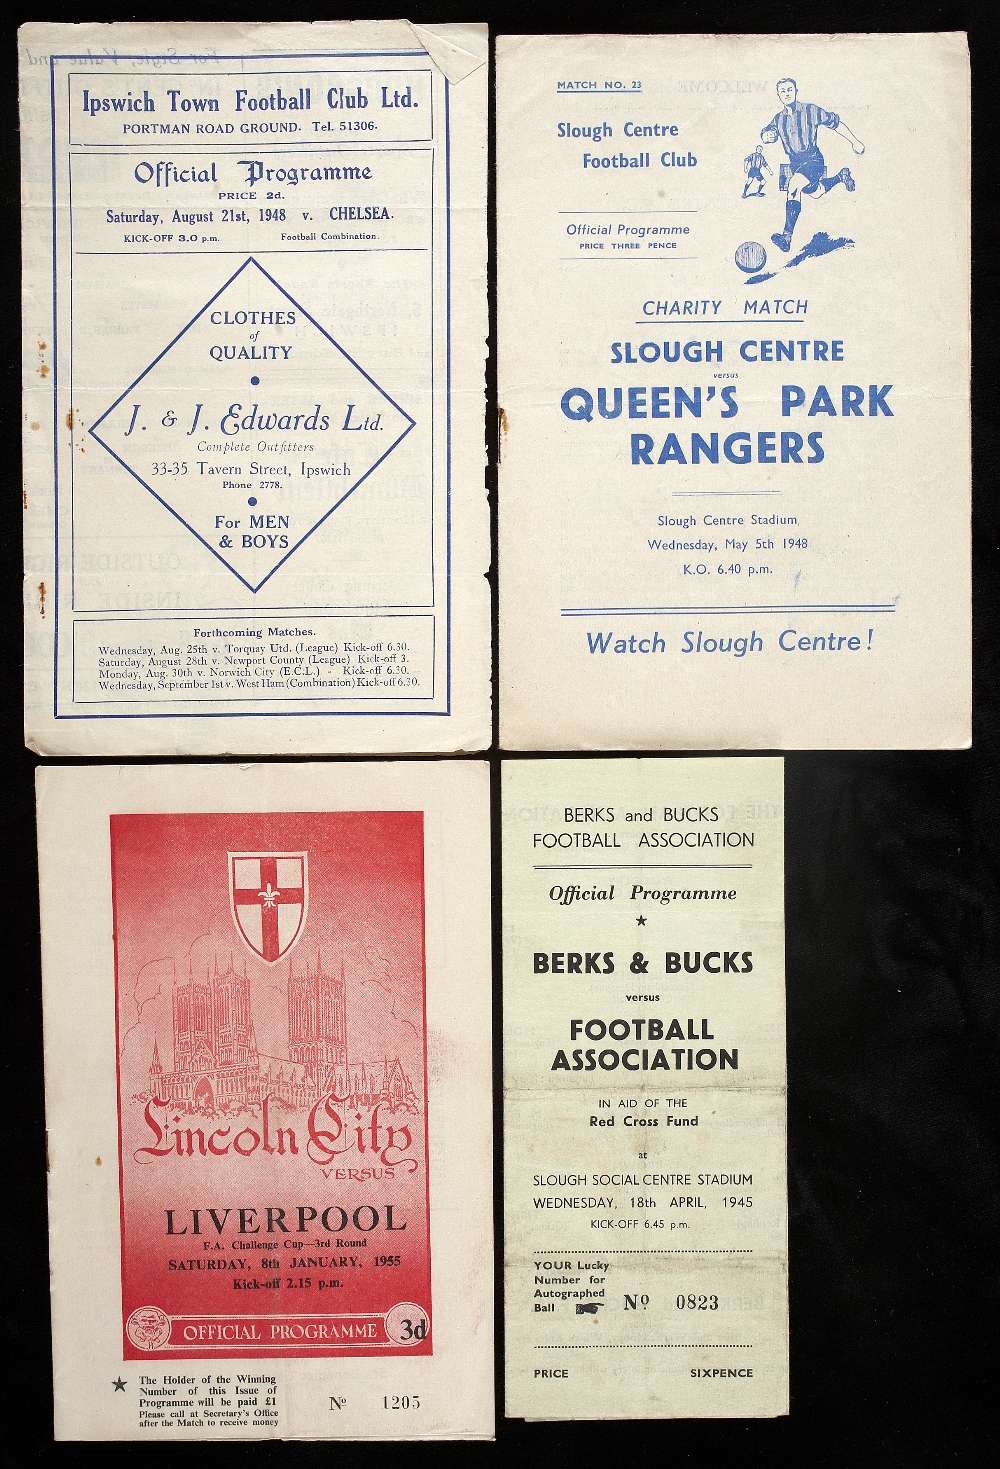 Ipswich Town Football Club Ltd.
PORTMAN ROAD GROUND. Tel. 51306.
Official Programme
PRICE 2d.
Saturday, August 21st, 1948 v. CHELSEA.
KICK-OFF 3.0 p.m. Football Combination.
CLOTHES
of
QUALITY
J. & J. Edwards Ltd.
Complete Outfitters
33-35 Tavern Street, Ipswich
Phone 2778.
For MEN
& BOYS
Forthcoming Matches.
Wednesday, Aug. 25th v. Torquay Utd. (League) Kick-off 6.30.
Saturday, August 28th v. Newport County (League) Kick-off 3.
Monday, Aug. 30th v. Norwich City (E.C.L.) - Kick-off 6.30.
Wednesday, September 1st v. West Ham (Combination) Kick-off 6.30.
MATCH NO. 23
Slough Centre
Football Club
Official Programme
PRICE THREE PENCE
CHARITY MATCH
SLOUGH CENTRE
versus
QUEEN'S PARK
RANGERS
Slough Centre Stadium,
Wednesday, May 5th 1948
K.O. 6.40 p.m.
Watch Slough Centre!
Lincoln City
VERSUS
LIVERPOOL
F.A. Challenge Cup—3rd Round
SATURDAY, 8th JANUARY, 1955
Kick-off 2.15 p.m.
OFFICIAL PROGRAMME 3d
★ The Holder of the Winning
Number of this Issue of
Programme will be paid £1
Please call at Secretary's Office
after the Match to receive money
No 1205
BERKS and BUCKS
FOOTBALL ASSOCIATION
Official Programme
★
BERKS & BUCKS
versus
FOOTBALL
ASSOCIATION
IN AID OF THE
Red Cross Fund
at
SLOUGH SOCIAL CENTRE STADIUM
WEDNESDAY, 18th APRIL, 1945
KICK-OFF 6.45 p.m.
YOUR Lucky
Number for
Autographed
Ball
No 0823
PRICE SIXPENCE